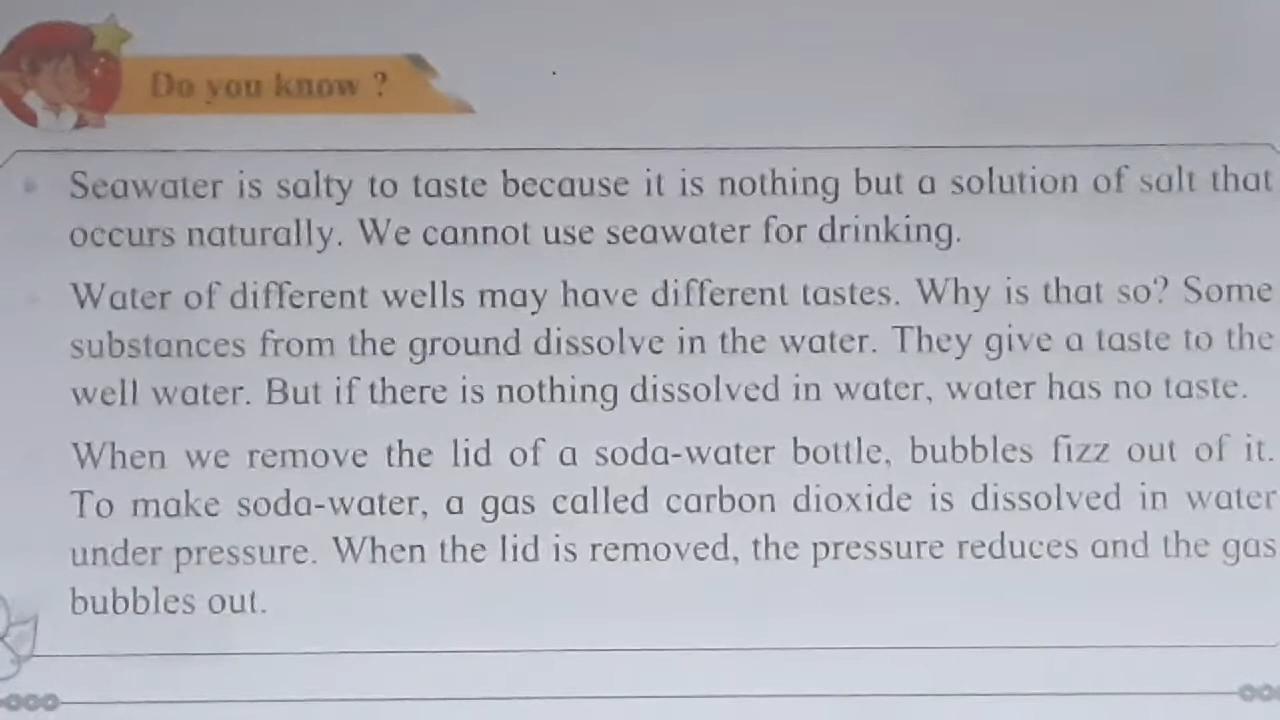 Do you know ?
Seawater is salty to taste because it is nothing but a solution of salt that
occurs naturally. We cannot use seawater for drinking.
Water of different wells may have different tastes. Why is that so? Some
substances from the ground dissolve in the water. They give a taste to the
well water. But if there is nothing dissolved in water, water has no taste.
When we remove the lid of a soda-water bottle, bubbles fizz out of it.
To make soda-water, a gas called carbon dioxide is dissolved in water
under pressure. When the lid is removed, the pressure reduces and the gas
bubbles out.